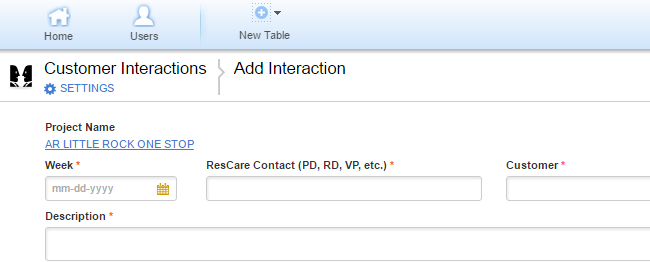 Home Users New Table
Customer Interactions Add Interaction
SETTINGS
Project Name
AR LITTLE ROCK ONE STOP
Week * ResCare Contact (PD, RD, VP, etc.) * Customer *
mm-dd-yyyy
Description *